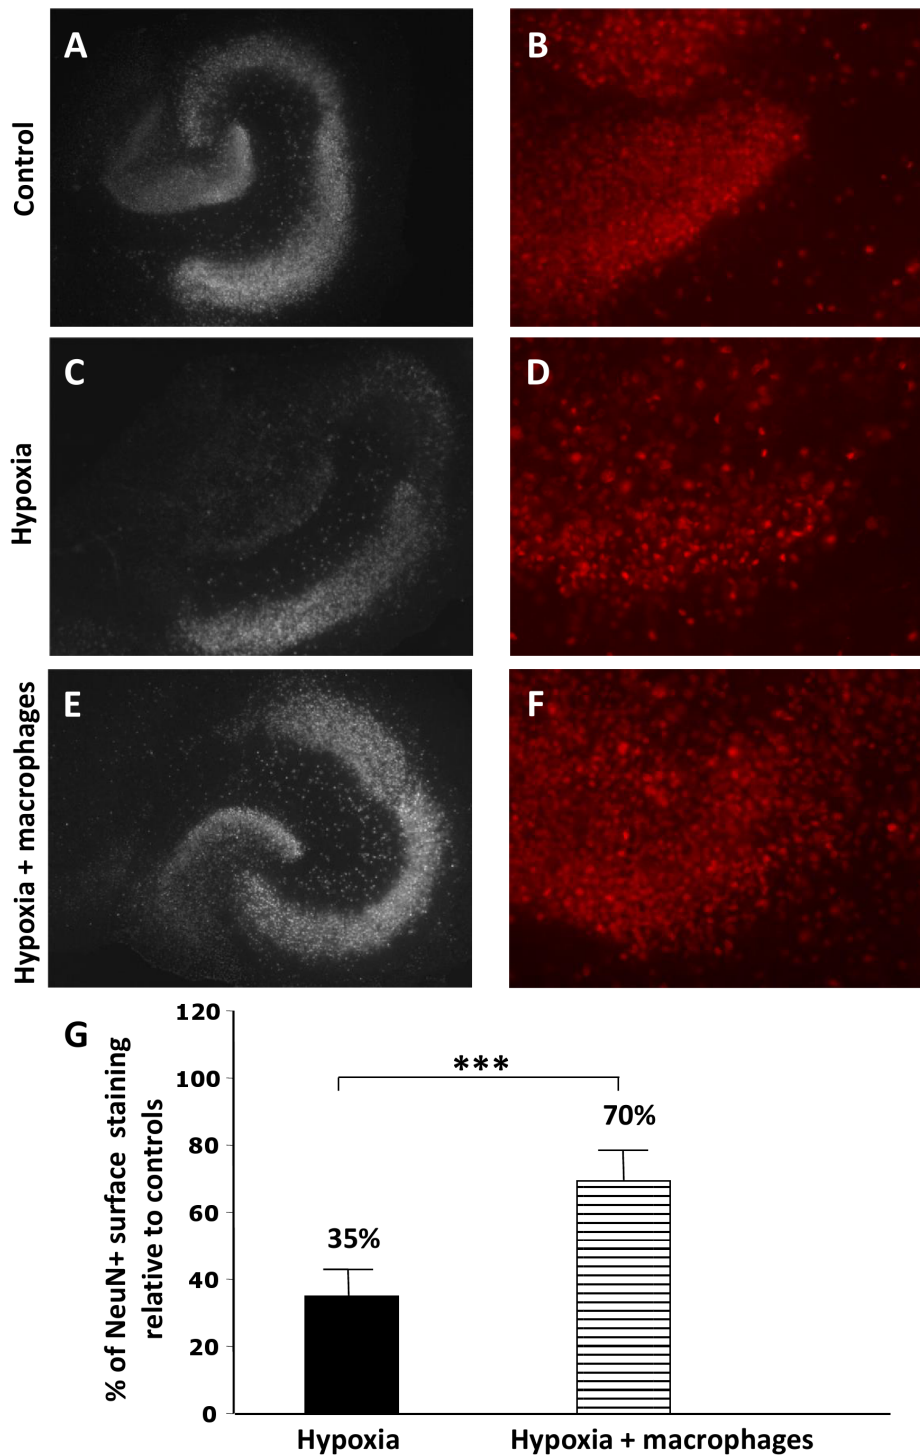 A
B
Control
C
D
Hypoxia
E
F
Hypoxia + macrophages
G
% of NeuN+ surface staining
relative to controls
120
100
80
60
40
20
0
***
35%
70%
Hypoxia
Hypoxia + macrophages